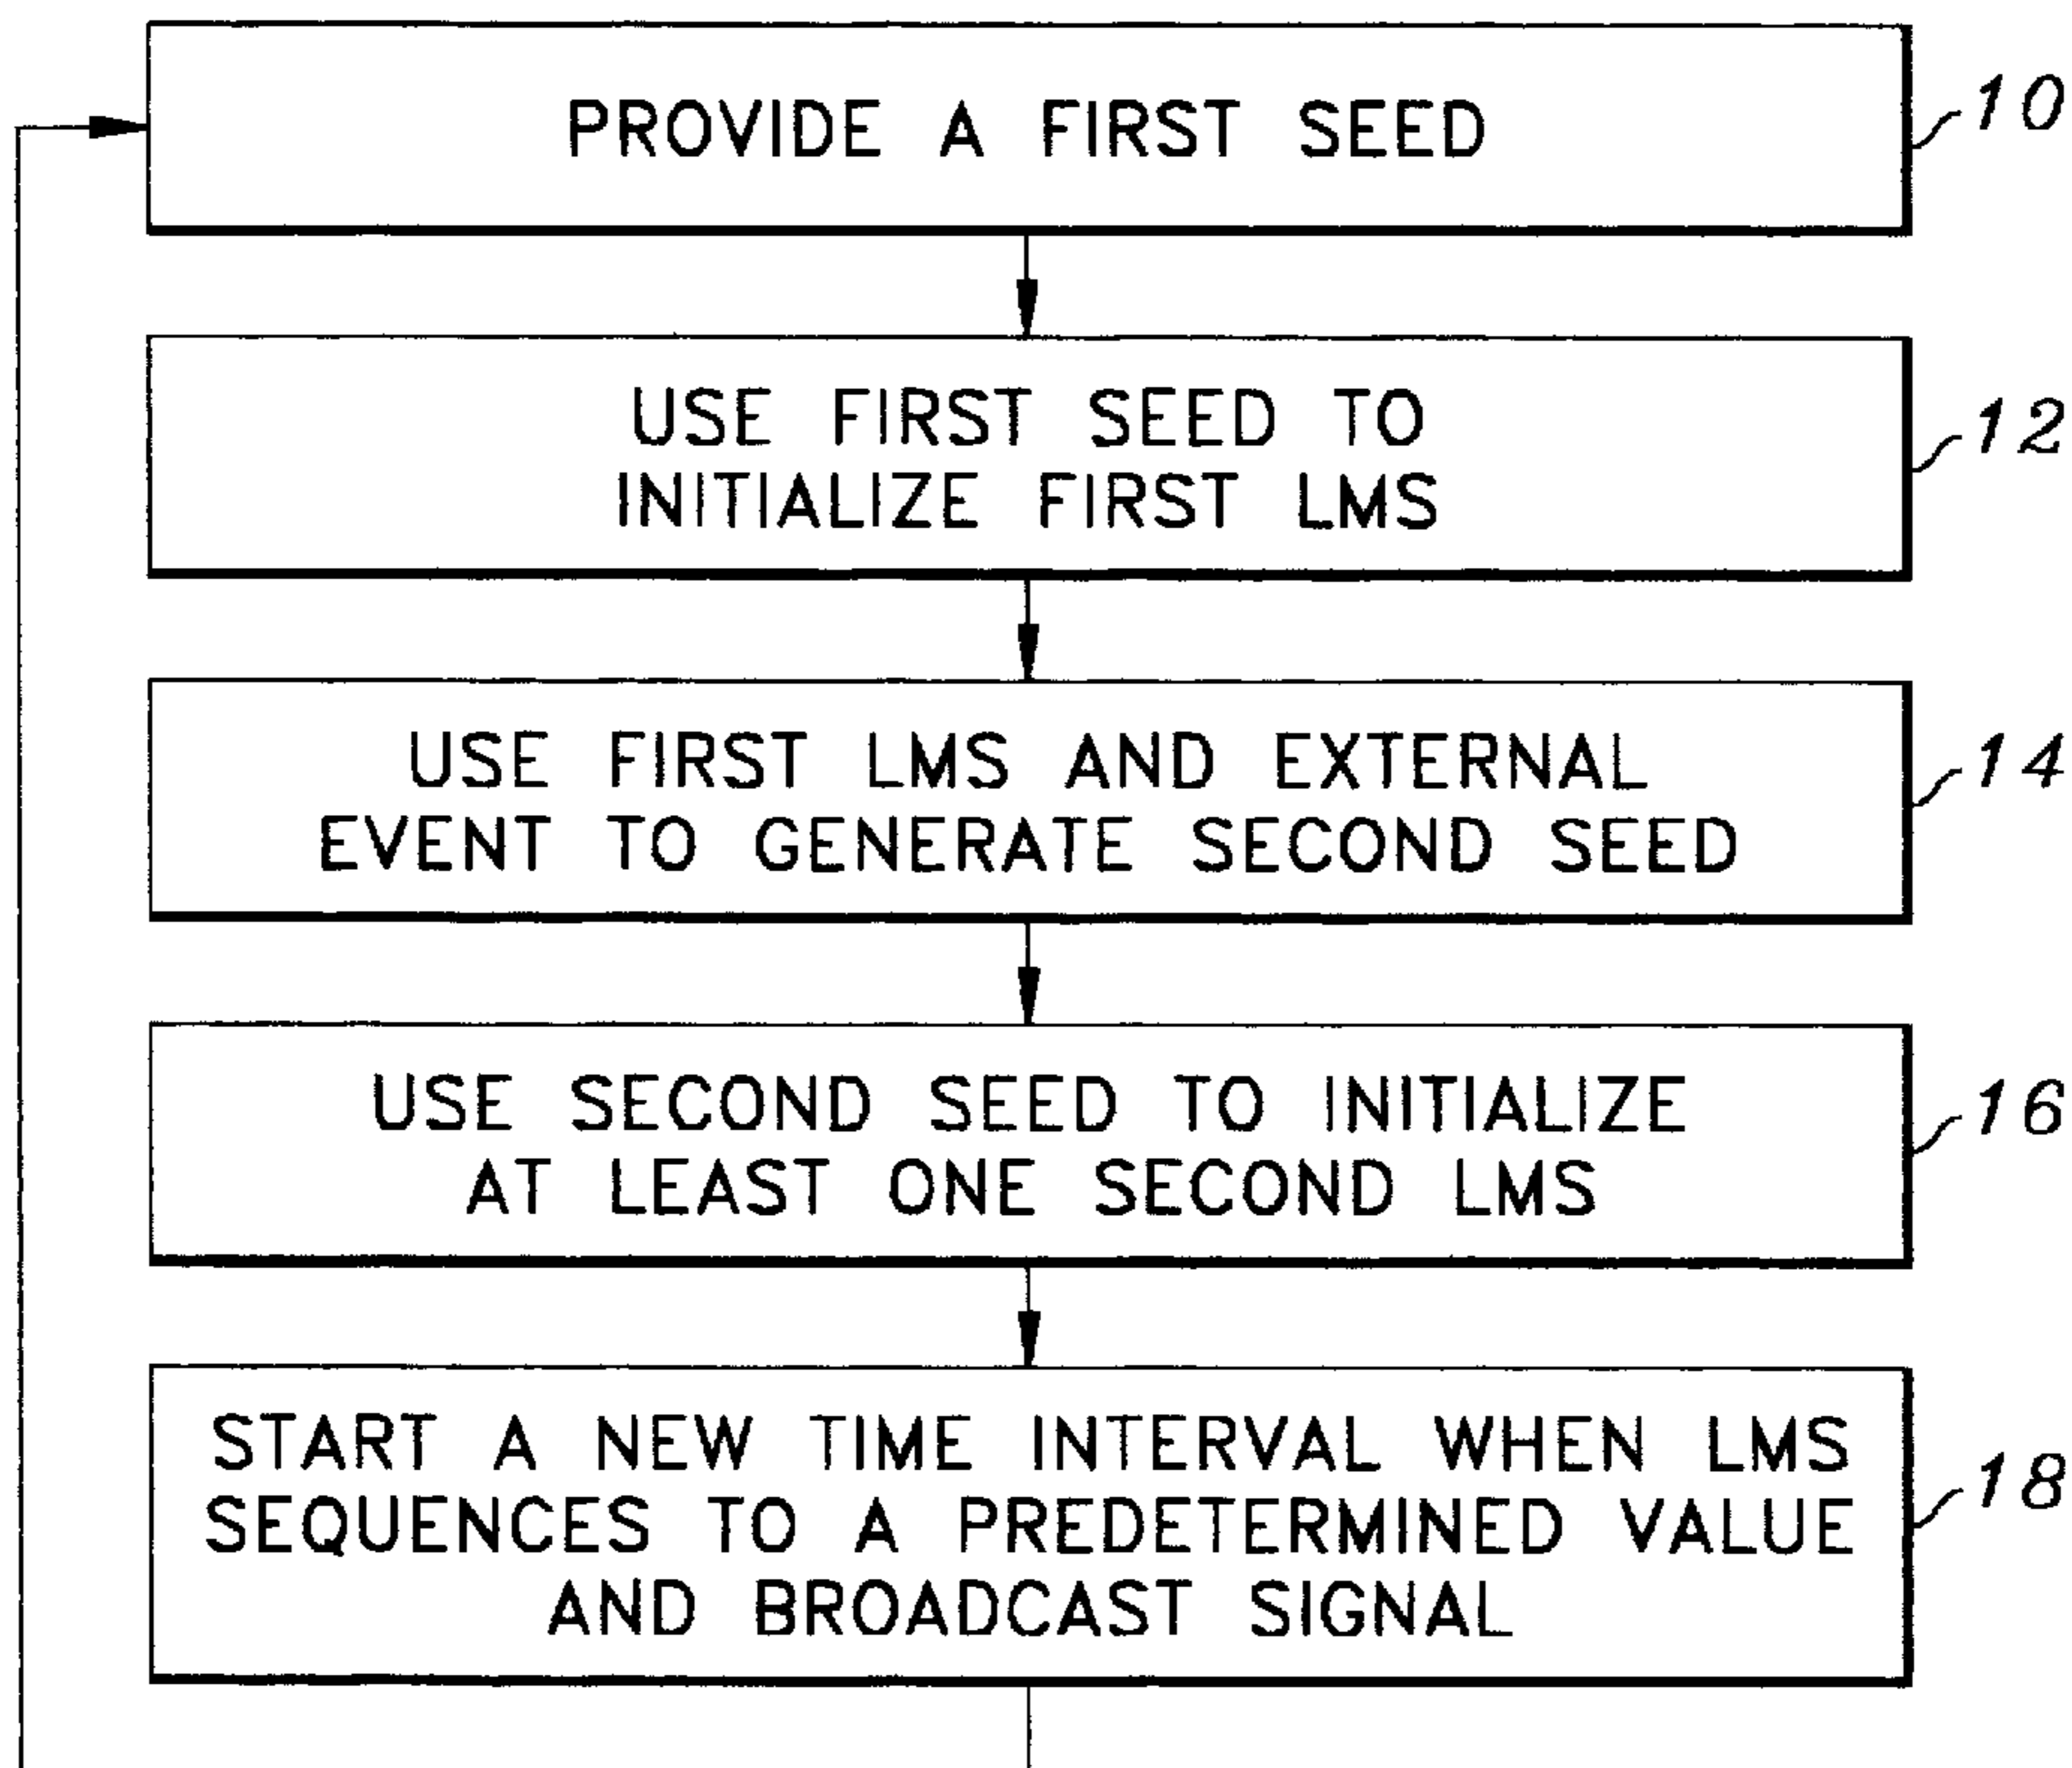 PROVIDE A FIRST SEED
10
USE FIRST SEED TO
INITIALIZE FIRST LMS
12
USE FIRST LMS AND EXTERNAL
EVENT TO GENERATE SECOND SEED
14
USE SECOND SEED TO INITIALIZE
AT LEAST ONE SECOND LMS
16
START A NEW TIME INTERVAL WHEN LMS
SEQUENCES TO A PREDETERMINED VALUE
AND BROADCAST SIGNAL
18